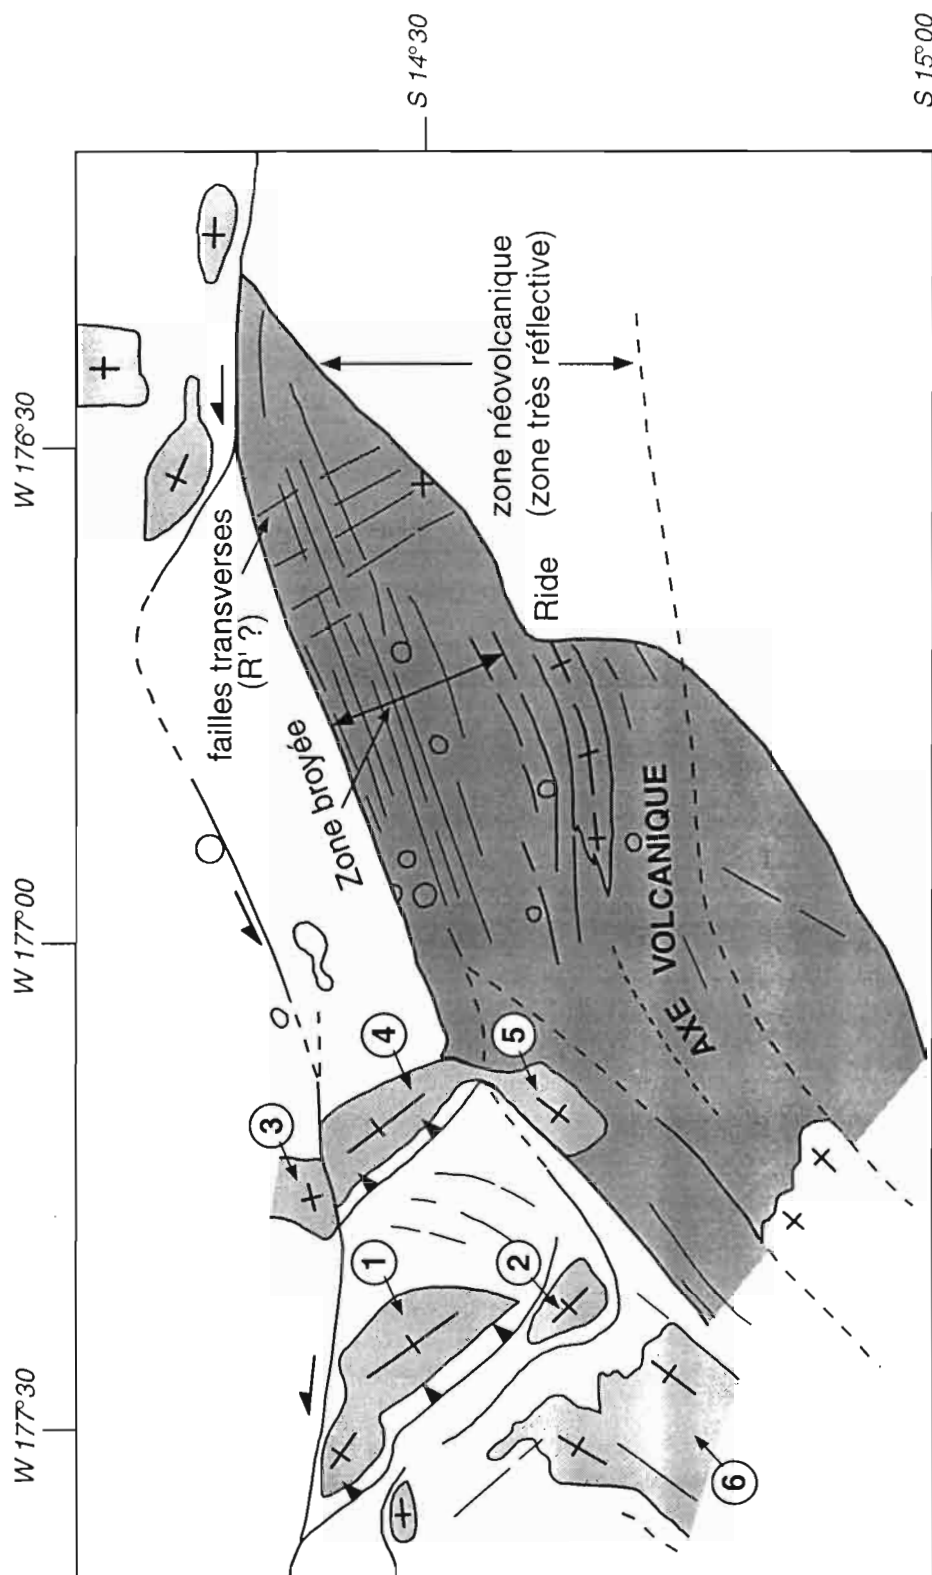 S 14°30
S 15°00
W 176°30
W 177°00
W 177°30
zone néovolcanique
(zone très réflective)
failles transverses
(R' ?)
Ride
Zone broyée
AXE VOLCANIQUE
3
4
5
1
2
6